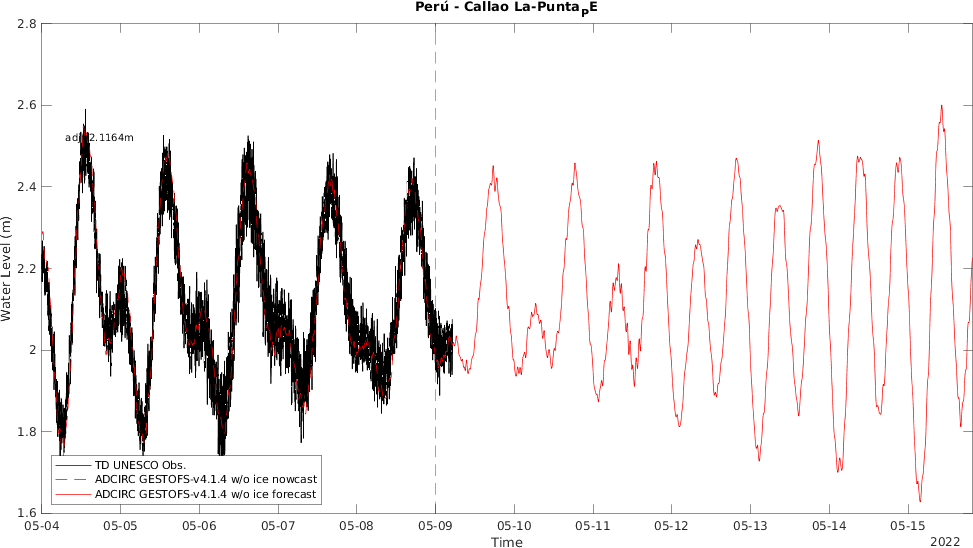 Perú - Callao La-PuntapE
2.8
2.6
2.4
2.2
2
1.8
1.6
Water Level (m)
2.1164m
TD UNESCO Obs.
ADCIRC GESTOFS-v4.1.4 w/o ice nowcast
ADCIRC GESTOFS-v4.1.4 w/o ice forecast
05-04 05-05 05-06 05-07 05-08 05-09 05-10 05-11 05-12 05-13 05-14 05-15
Time
2022